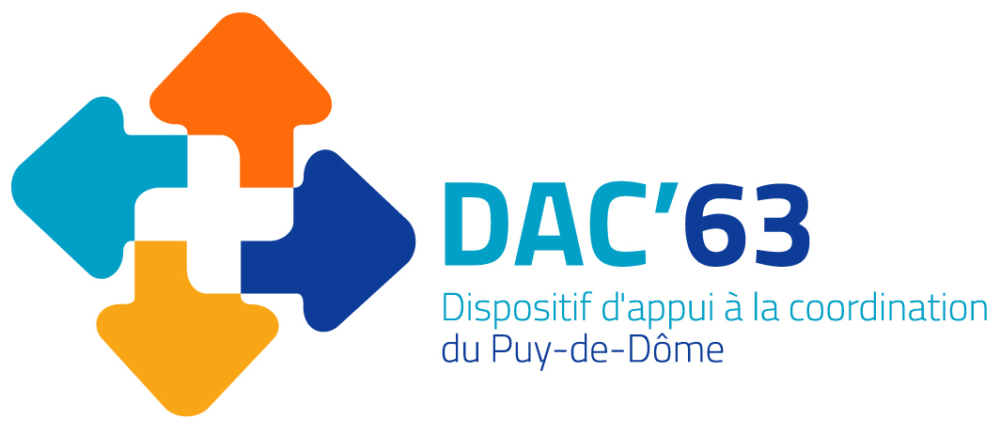 DAC’63
Dispositif d'appui à la coordination
du Puy-de-Dôme